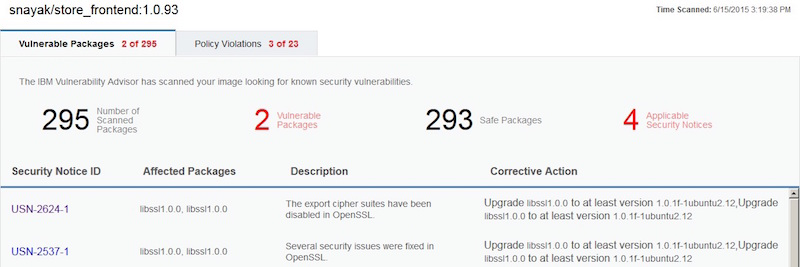 snayak/store_frontend:1.0.93
Time Scanned: 6/15/2015 3:19:38 PM
Vulnerable Packages 2 of 295
Policy Violations 3 of 23
The IBM Vulnerability Advisor has scanned your image looking for known security vulnerabilities.
295 Number of Scanned Packages
2 Vulnerable Packages
293 Safe Packages
4 Applicable Security Notices
Security Notice ID Affected Packages Description Corrective Action
USN-2624-1
libssl1.0.0, libssl1.0.0
The export cipher suites have been
disabled in OpenSSL.
Upgrade libssl1.0.0 to at least version 1.0.1f-1ubuntu2.12,Upgrade
libssl1.0.0 to at least version 1.0.1f-1ubuntu2.12
USN-2537-1
libssl1.0.0, libssl1.0.0
Several security issues were fixed in
OpenSSL.
Upgrade libssl1.0.0 to at least version 1.0.1f-1ubuntu2.12,Upgrade
libssl1.0.0 to at least version 1.0.1f-1ubuntu2.12